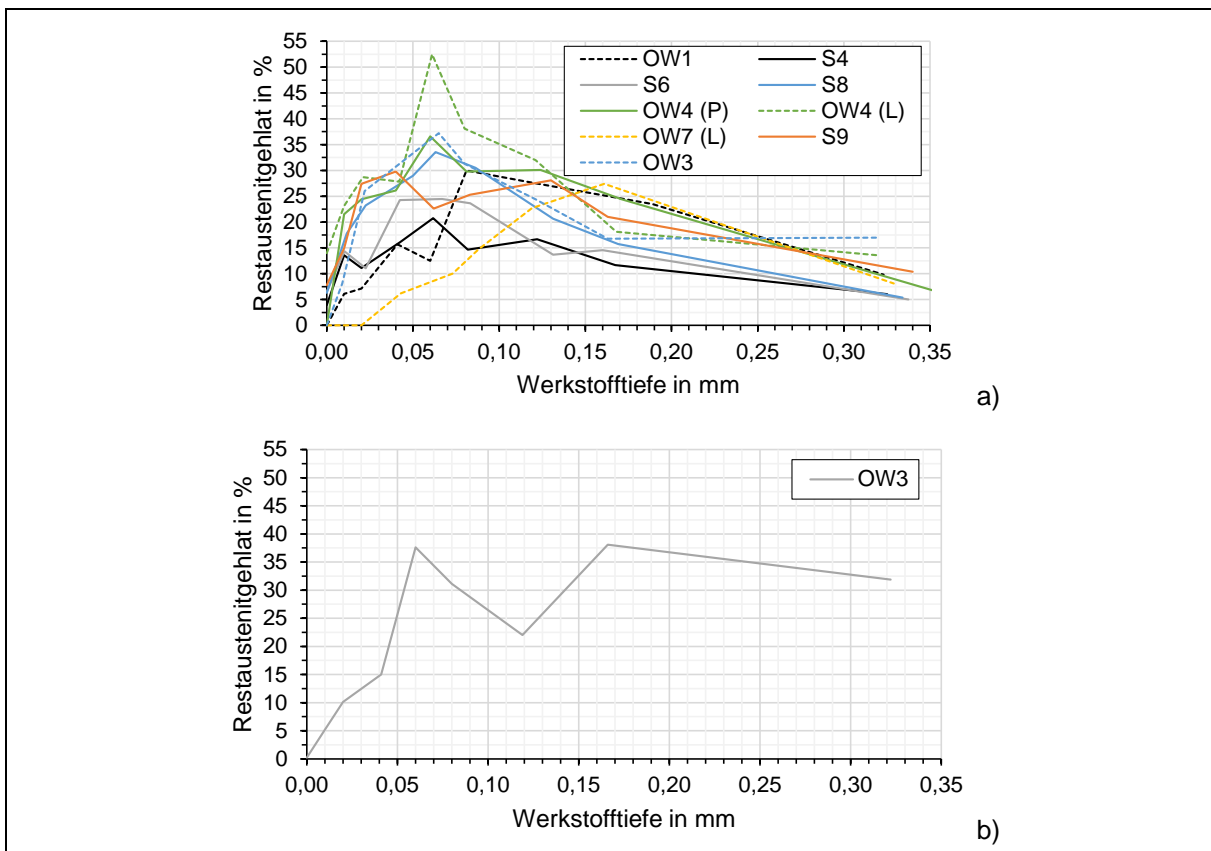 55
50
45
40
35
30
25
20
15
10
5
0
Restaustenitgehlat in %
OW1 S4
S6 S8
OW4 (P) OW4 (L)
OW7 (L) S9
OW3
0,00 0,05 0,10 0,15 0,20 0,25 0,30 0,35
Werkstofftiefe in mm
a)
55
50
45
40
35
30
25
20
15
10
5
0
Restaustenitgehlat in %
OW3
0,00 0,05 0,10 0,15 0,20 0,25 0,30 0,35
Werkstofftiefe in mm
b)